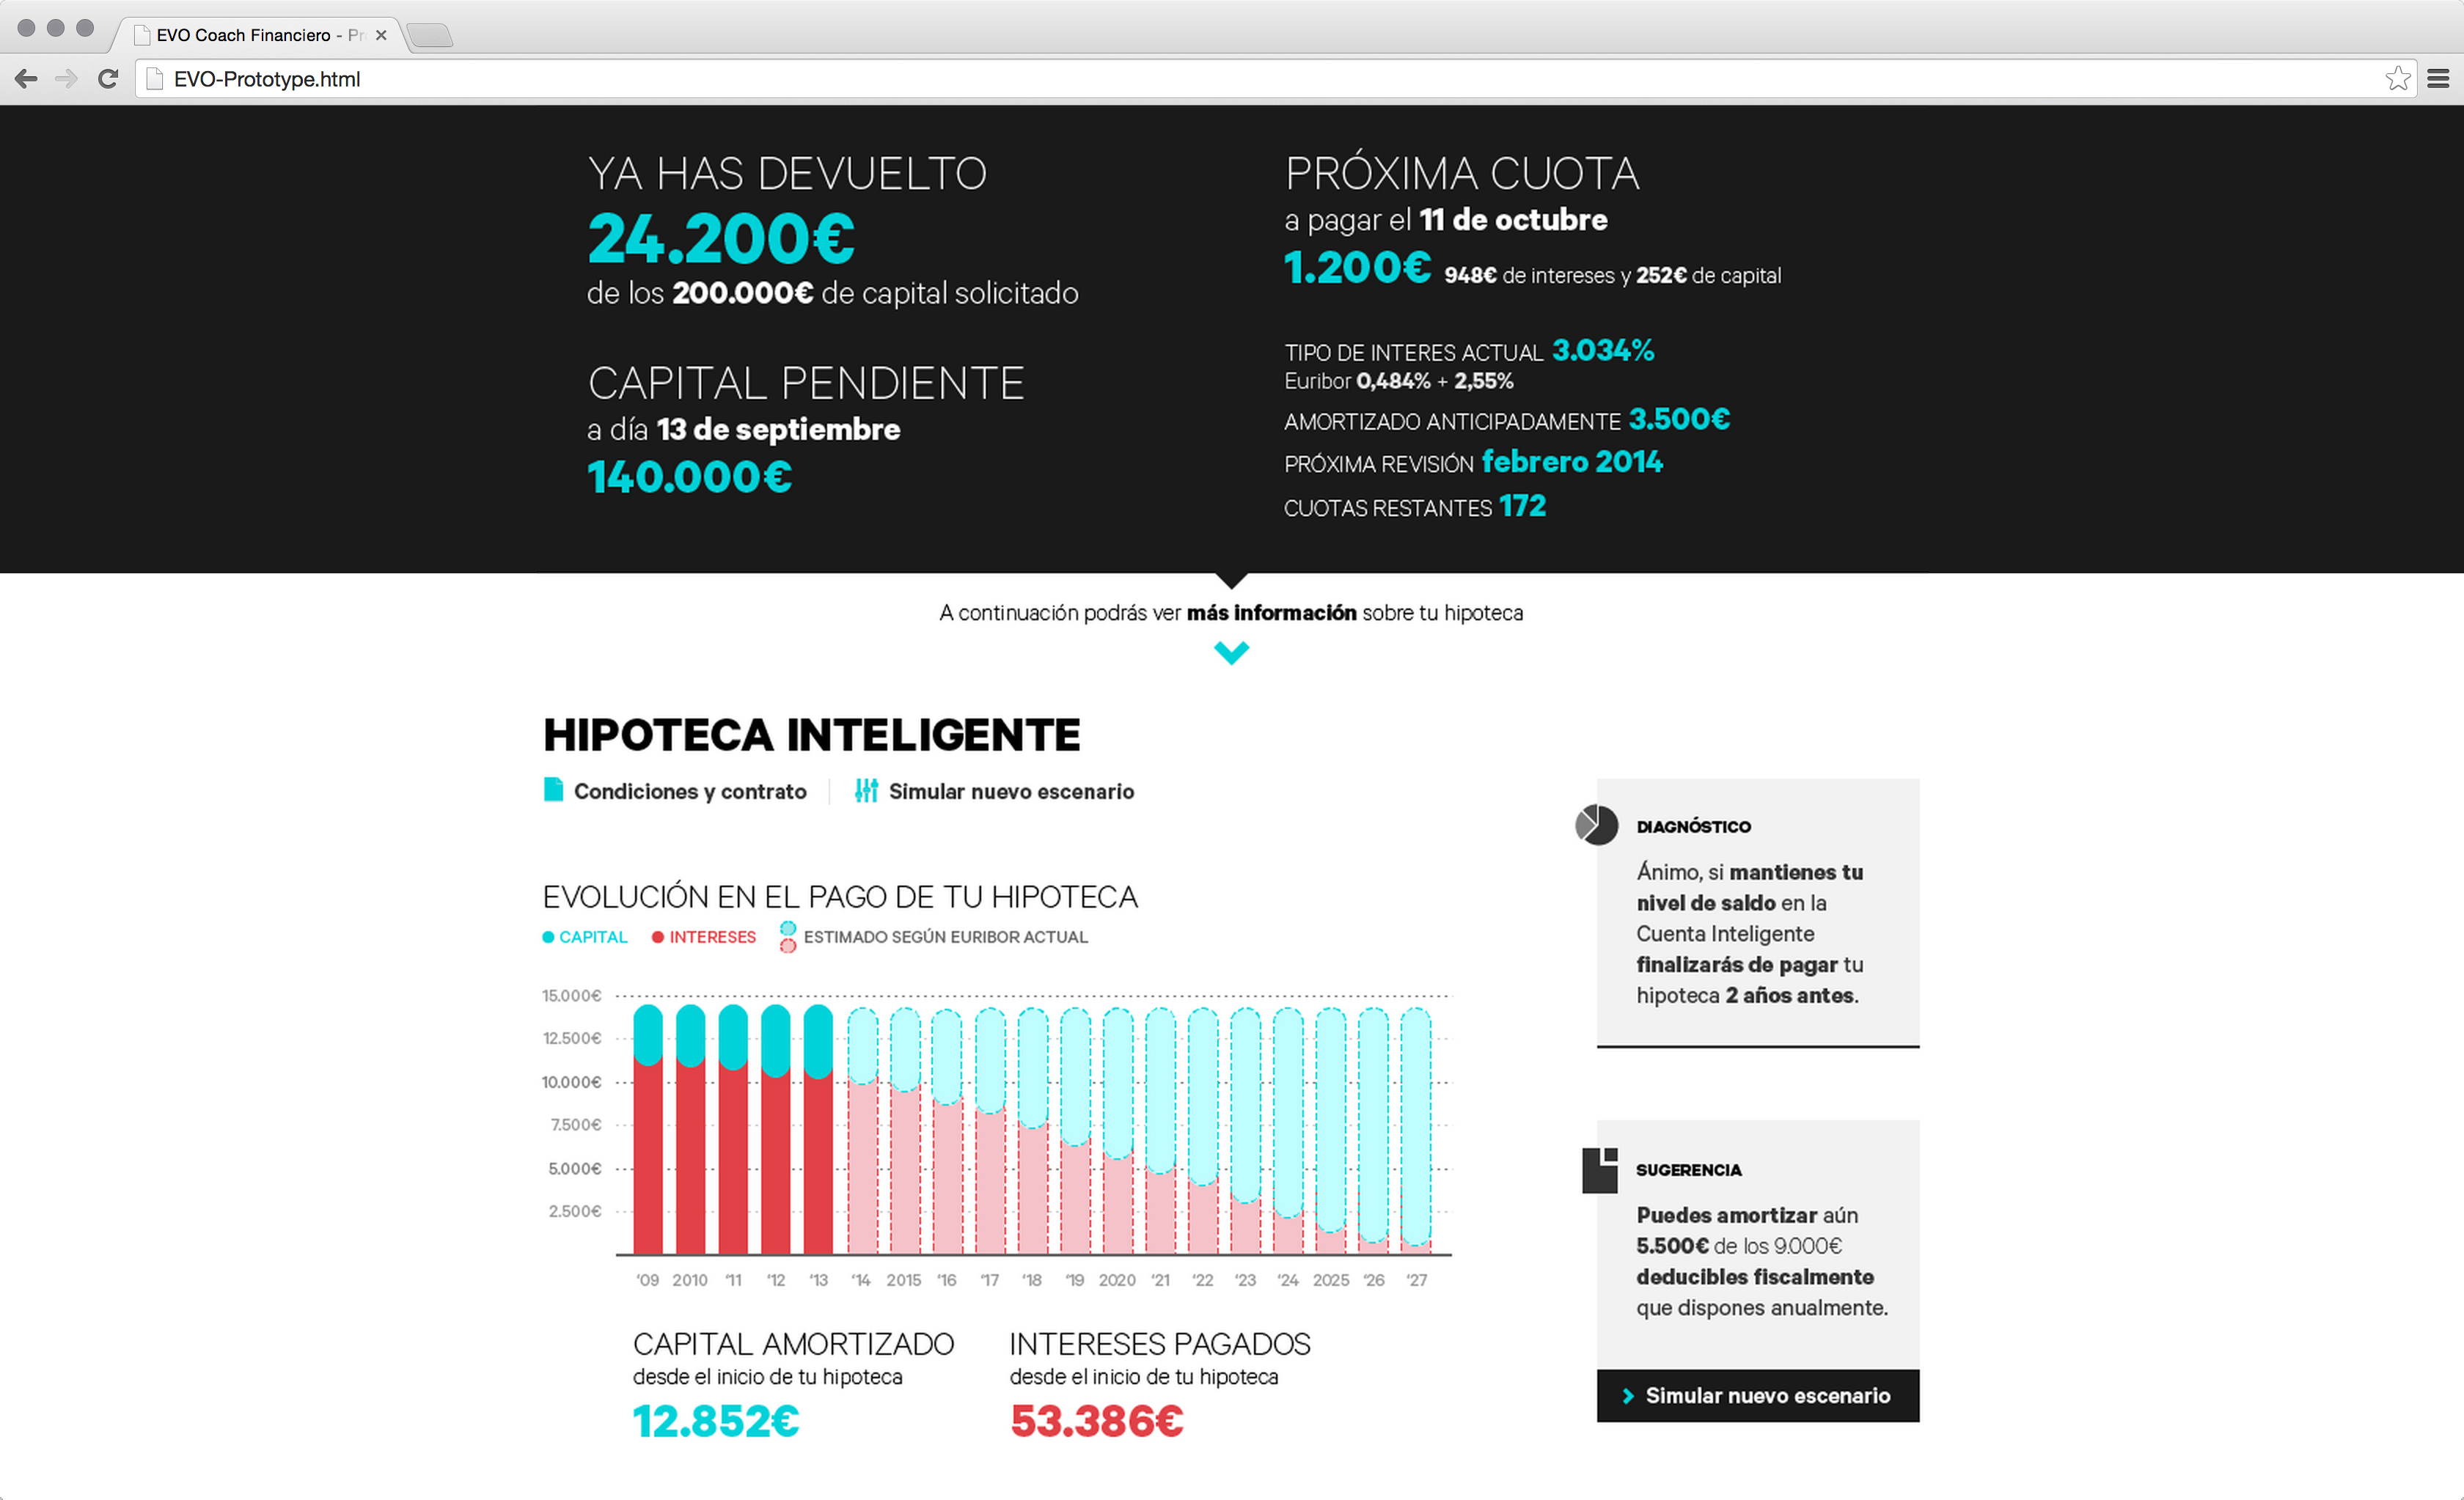 EVO Coach Financiero - Pr
EVO-Prototype.html
YA HAS DEVUELTO
24.200€
de los 200.000€ de capital solicitado
CAPITAL PENDIENTE
a día 13 de septiembre
140.000€
PRÓXIMA CUOTA
a pagar el 11 de octubre
1.200€ 948€ de intereses y 252€ de capital
TIPO DE INTERES ACTUAL 3.034%
Euribor 0,484% + 2,55%
AMORTIZADO ANTICIPADAMENTE 3.500€
PRÓXIMA REVISIÓN febrero 2014
CUOTAS RESTANTES 172
A continuación podrás ver más información sobre tu hipoteca
HIPOTECA INTELIGENTE
Condiciones y contrato
Simular nuevo escenario
EVOLUCIÓN EN EL PAGO DE TU HIPOTECA
CAPITAL INTERESES ESTIMADO SEGÚN EURIBOR ACTUAL
15.000€
12.500€
10.000€
7.500€
5.000€
2.500€
'09 2010 '11 '12 '13 '14 2015 '16 '17 '18 '19 2020 '21 '22 '23 '24 2025 '26 '27
CAPITAL AMORTIZADO
desde el inicio de tu hipoteca
12.852€
INTERESES PAGADOS
desde el inicio de tu hipoteca
53.386€
DIAGNÓSTICO
Ánimo, si mantienes tu
nivel de saldo en la
Cuenta Inteligente
finalizarás de pagar tu
hipoteca 2 años antes.
SUGERENCIA
Puedes amortizar aún
5.500€ de los 9.000€
deducibles fiscalmente
que dispones anualmente.
Simular nuevo escenario